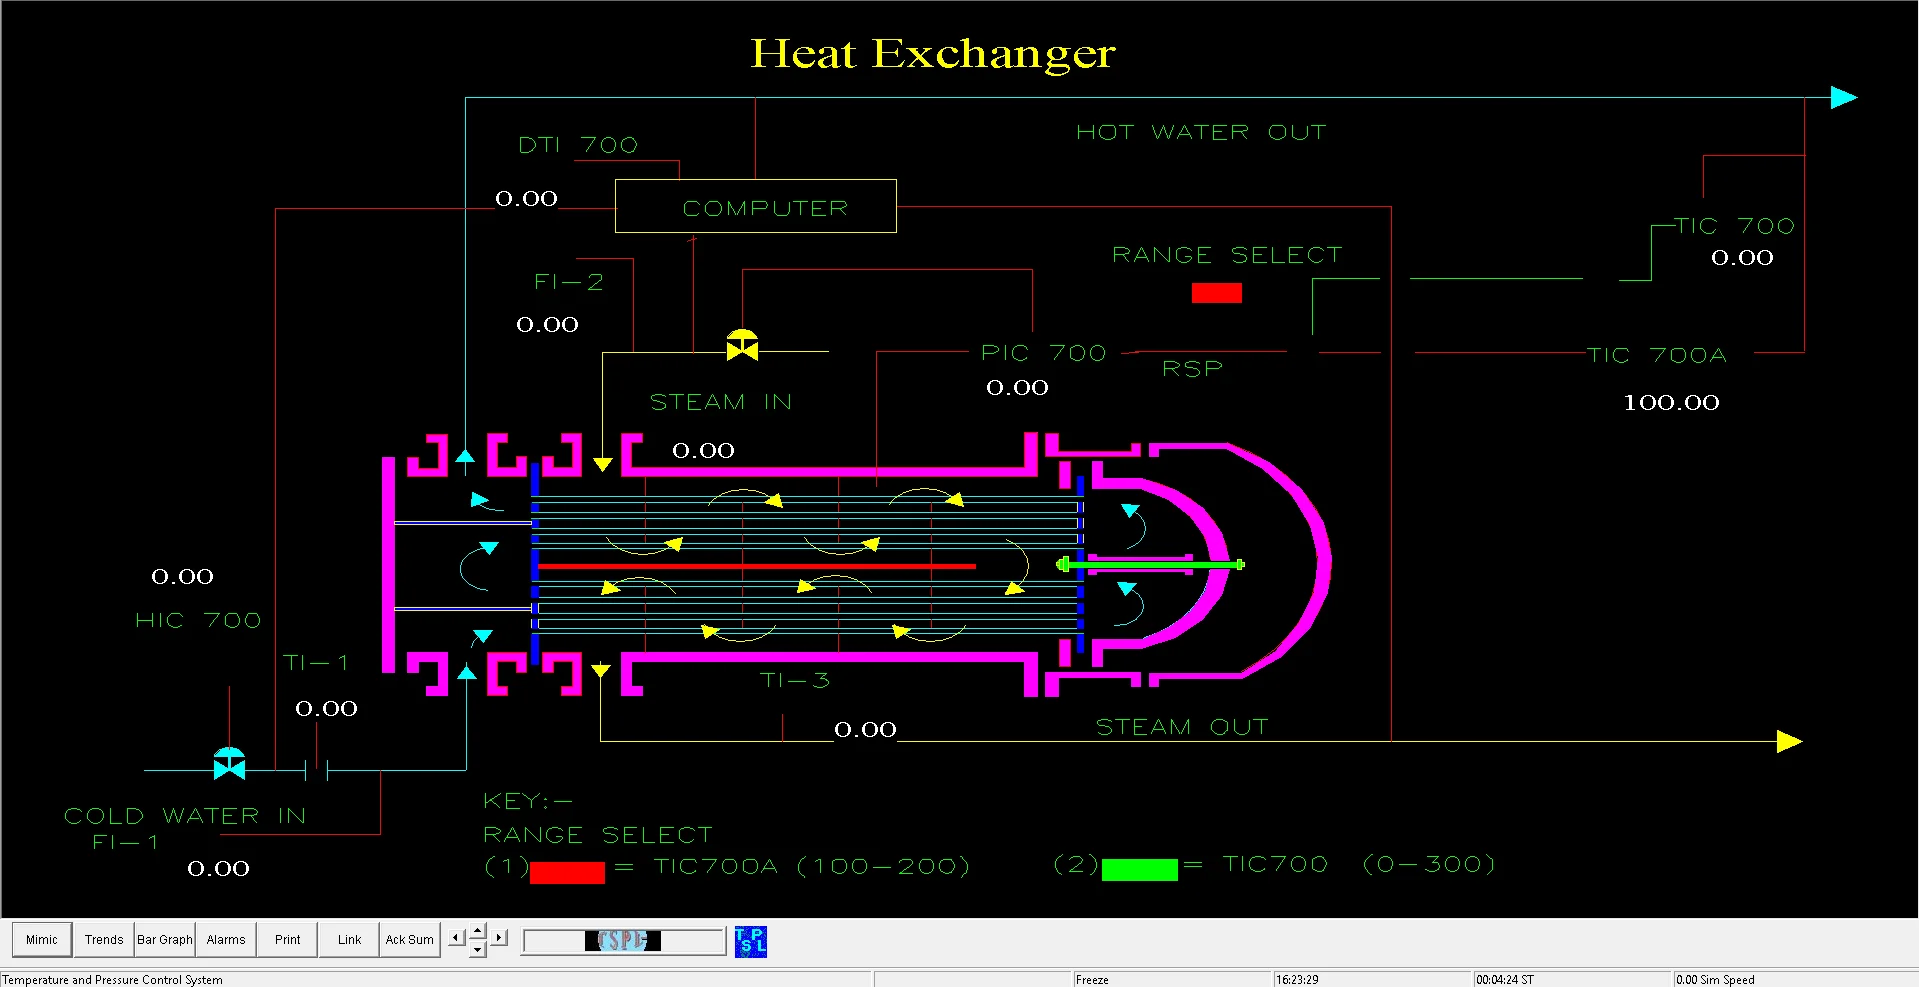 Heat Exchanger
HOT WATER OUT
DTI 700
0.00
COMPUTER
TIC 700
0.00
RANGE SELECT
FI-2
0.00
PIC 700
0.00
RSP
TIC 700A
100.00
STEAM IN
0.00
0.00
HIC 700
TI-1
0.00
TI-3
0.00
STEAM OUT
COLD WATER IN
FI-1
0.00
KEY:-
RANGE SELECT
(1) = TIC700A (100-200)
(2) = TIC700 (0-300)
Mimic Trends Bar Graph Alarms Print Link Ack Sum
TPSL
Temperature and Pressure Control System Freeze 16:23:29 00:04:24 ST 0.00 Sim Speed